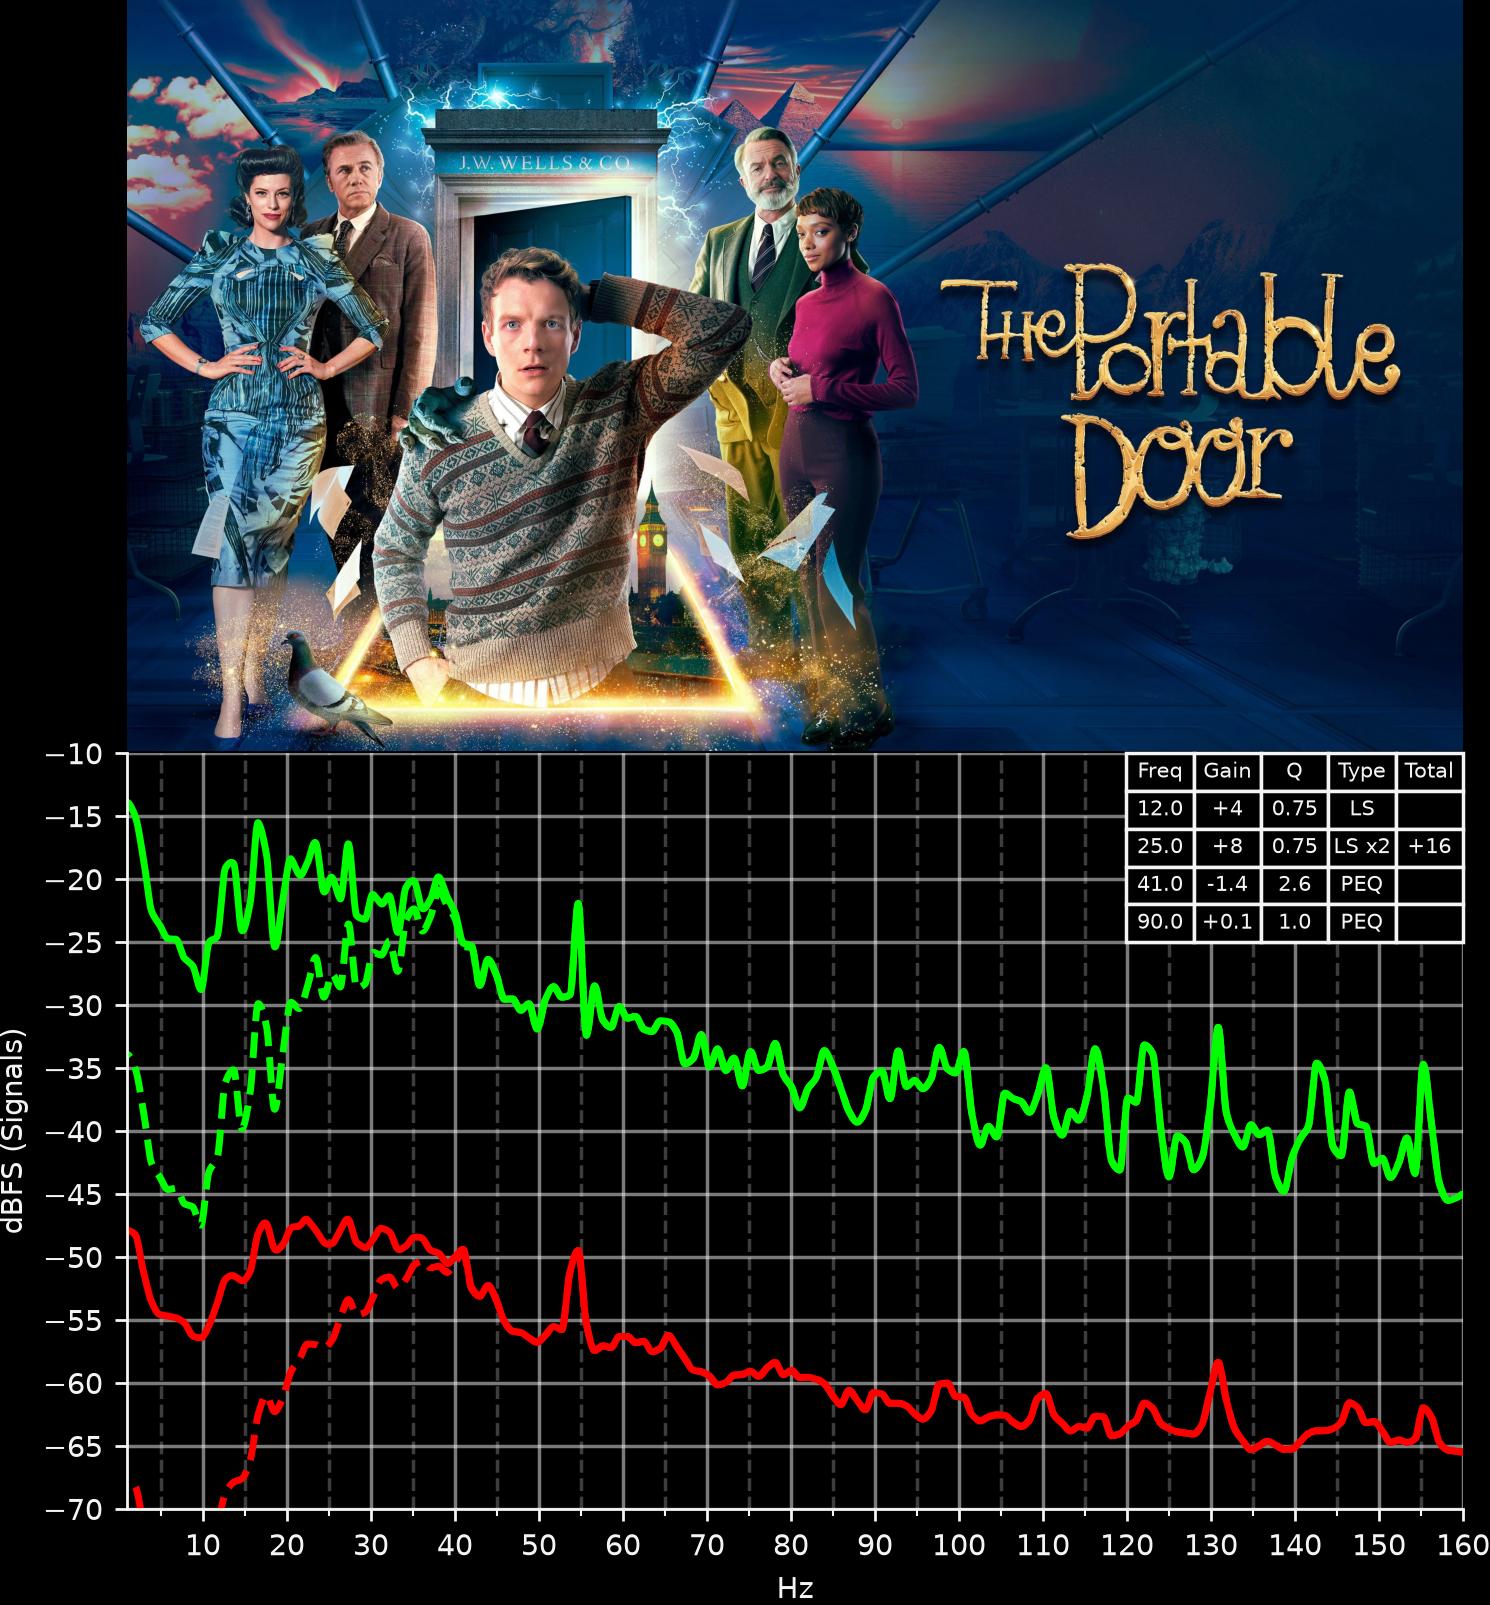 J.W. WELLS & CO.
The Portable
Door
Freq Gain Q Type Total
12.0 +4 0.75 LS
25.0 +8 0.75 LS x2 +16
41.0 -1.4 2.6 PEQ
90.0 +0.1 1.0 PEQ
dBFS (Signals)
−10
−15
−20
−25
−30
−35
−40
−45
−50
−55
−60
−65
−70
10 20 30 40 50 60 70 80 90 100 110 120 130 140 150 160
Hz